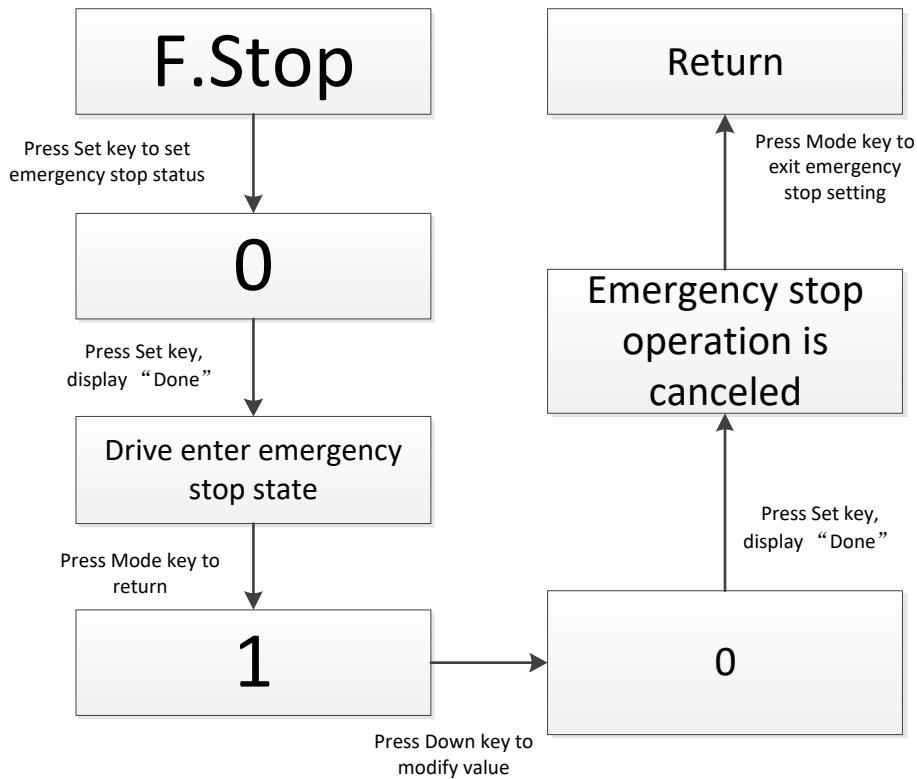 F.Stop
Press Set key to set
emergency stop status
0
Press Set key,
display “Done”
Drive enter emergency
stop state
Press Mode key to
return
1
Press Down key to
modify value
0
Press Set key,
display “Done”
Emergency stop
operation is
canceled
Press Mode key to
exit emergency
stop setting
Return